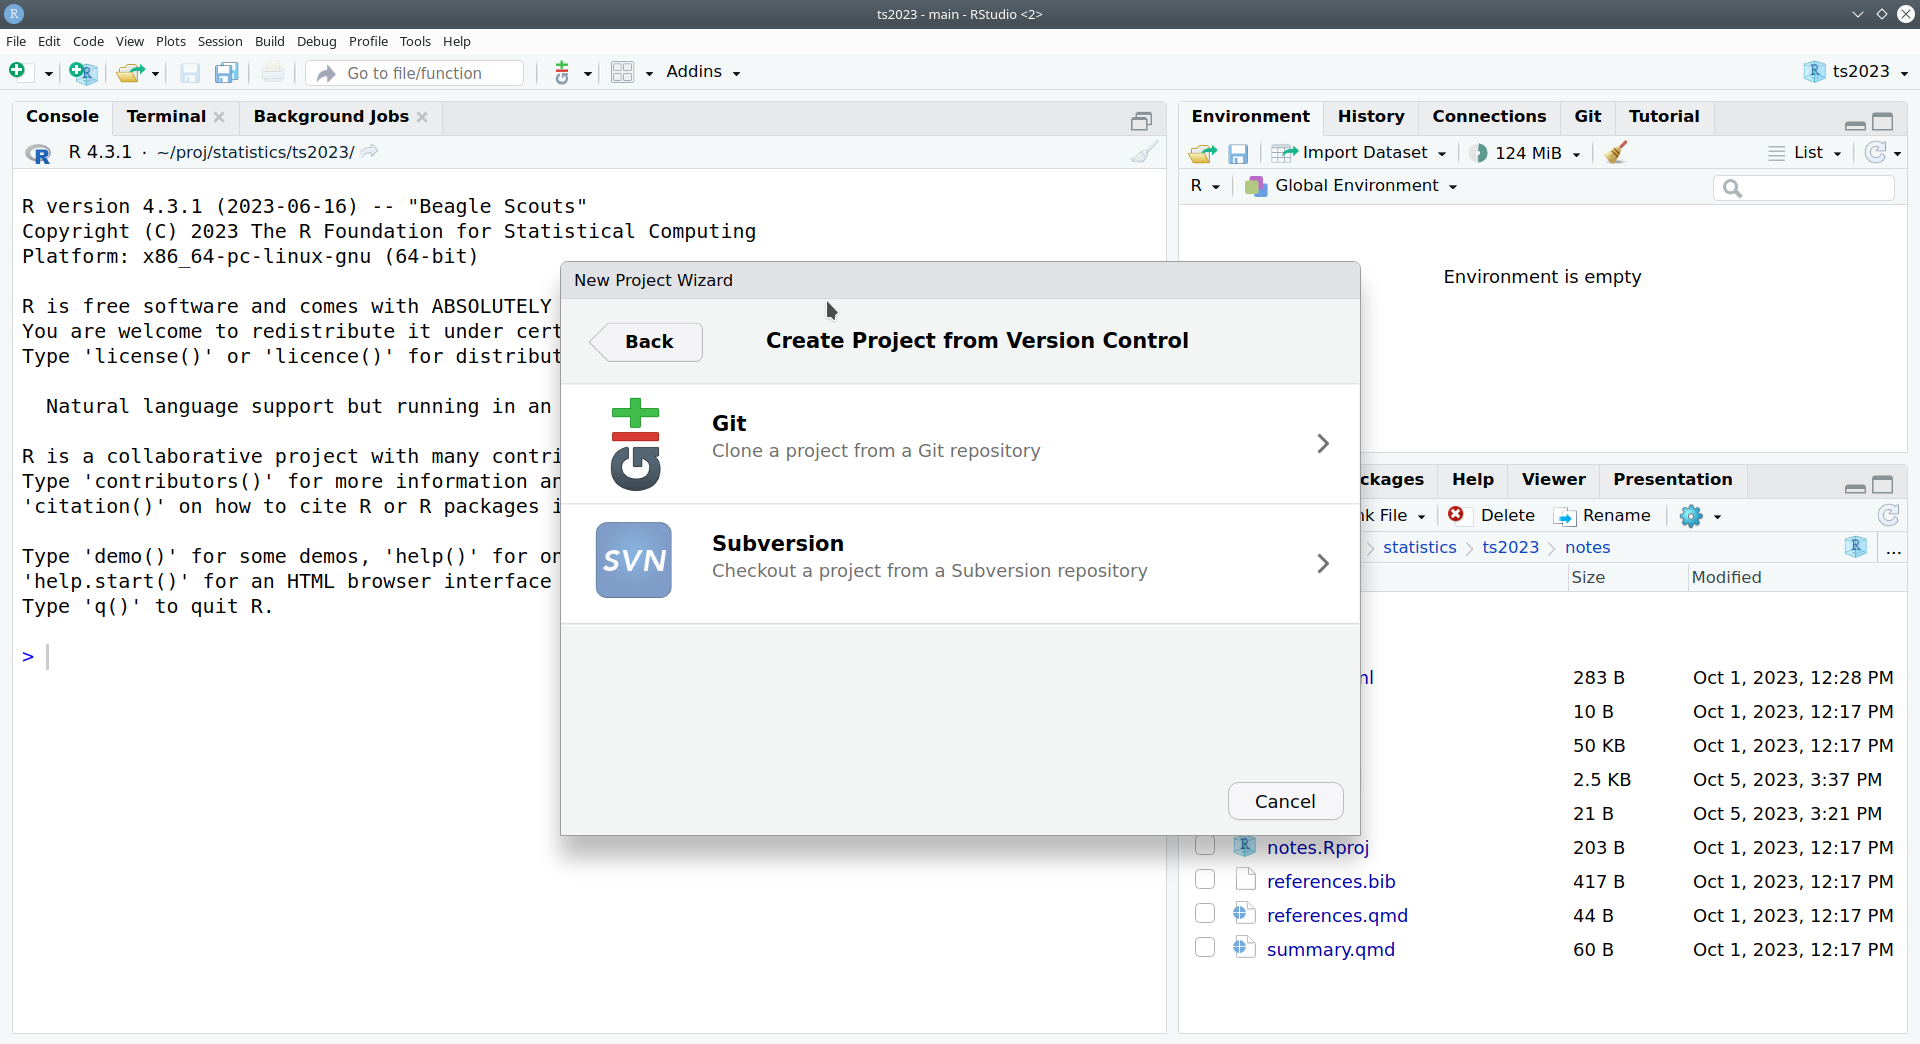 ts2023 - main - RStudio <2>
File Edit Code View Plots Session Build Debug Profile Tools Help
Go to file/function
Addins
ts2023
Console Terminal Background Jobs
R 4.3.1 · ~/proj/statistics/ts2023/
R version 4.3.1 (2023-06-16) -- "Beagle Scouts"
Copyright (C) 2023 The R Foundation for Statistical Computing
Platform: x86_64-pc-linux-gnu (64-bit)
R is free software and comes with ABSOLUTELY
You are welcome to redistribute it under cert
Type 'license()' or 'licence()' for distribut
Natural language support but running in an
R is a collaborative project with many contri
Type 'contributors()' for more information an
'citation()' on how to cite R or R packages i
Type 'demo()' for some demos, 'help()' for on
'help.start()' for an HTML browser interface
Type 'q()' to quit R.
>
New Project Wizard
Back
Create Project from Version Control
Git
Clone a project from a Git repository
SVN
Subversion
Checkout a project from a Subversion repository
Cancel
Environment History Connections Git Tutorial
Import Dataset 124 MiB List
R Global Environment
Environment is empty
ckages Help Viewer Presentation
nk File Delete Rename
statistics ts2023 notes ...
Size Modified
ml 283 B Oct 1, 2023, 12:28 PM
10 B Oct 1, 2023, 12:17 PM
50 KB Oct 1, 2023, 12:17 PM
2.5 KB Oct 5, 2023, 3:37 PM
21 B Oct 5, 2023, 3:21 PM
notes.Rproj 203 B Oct 1, 2023, 12:17 PM
references.bib 417 B Oct 1, 2023, 12:17 PM
references.qmd 44 B Oct 1, 2023, 12:17 PM
summary.qmd 60 B Oct 1, 2023, 12:17 PM